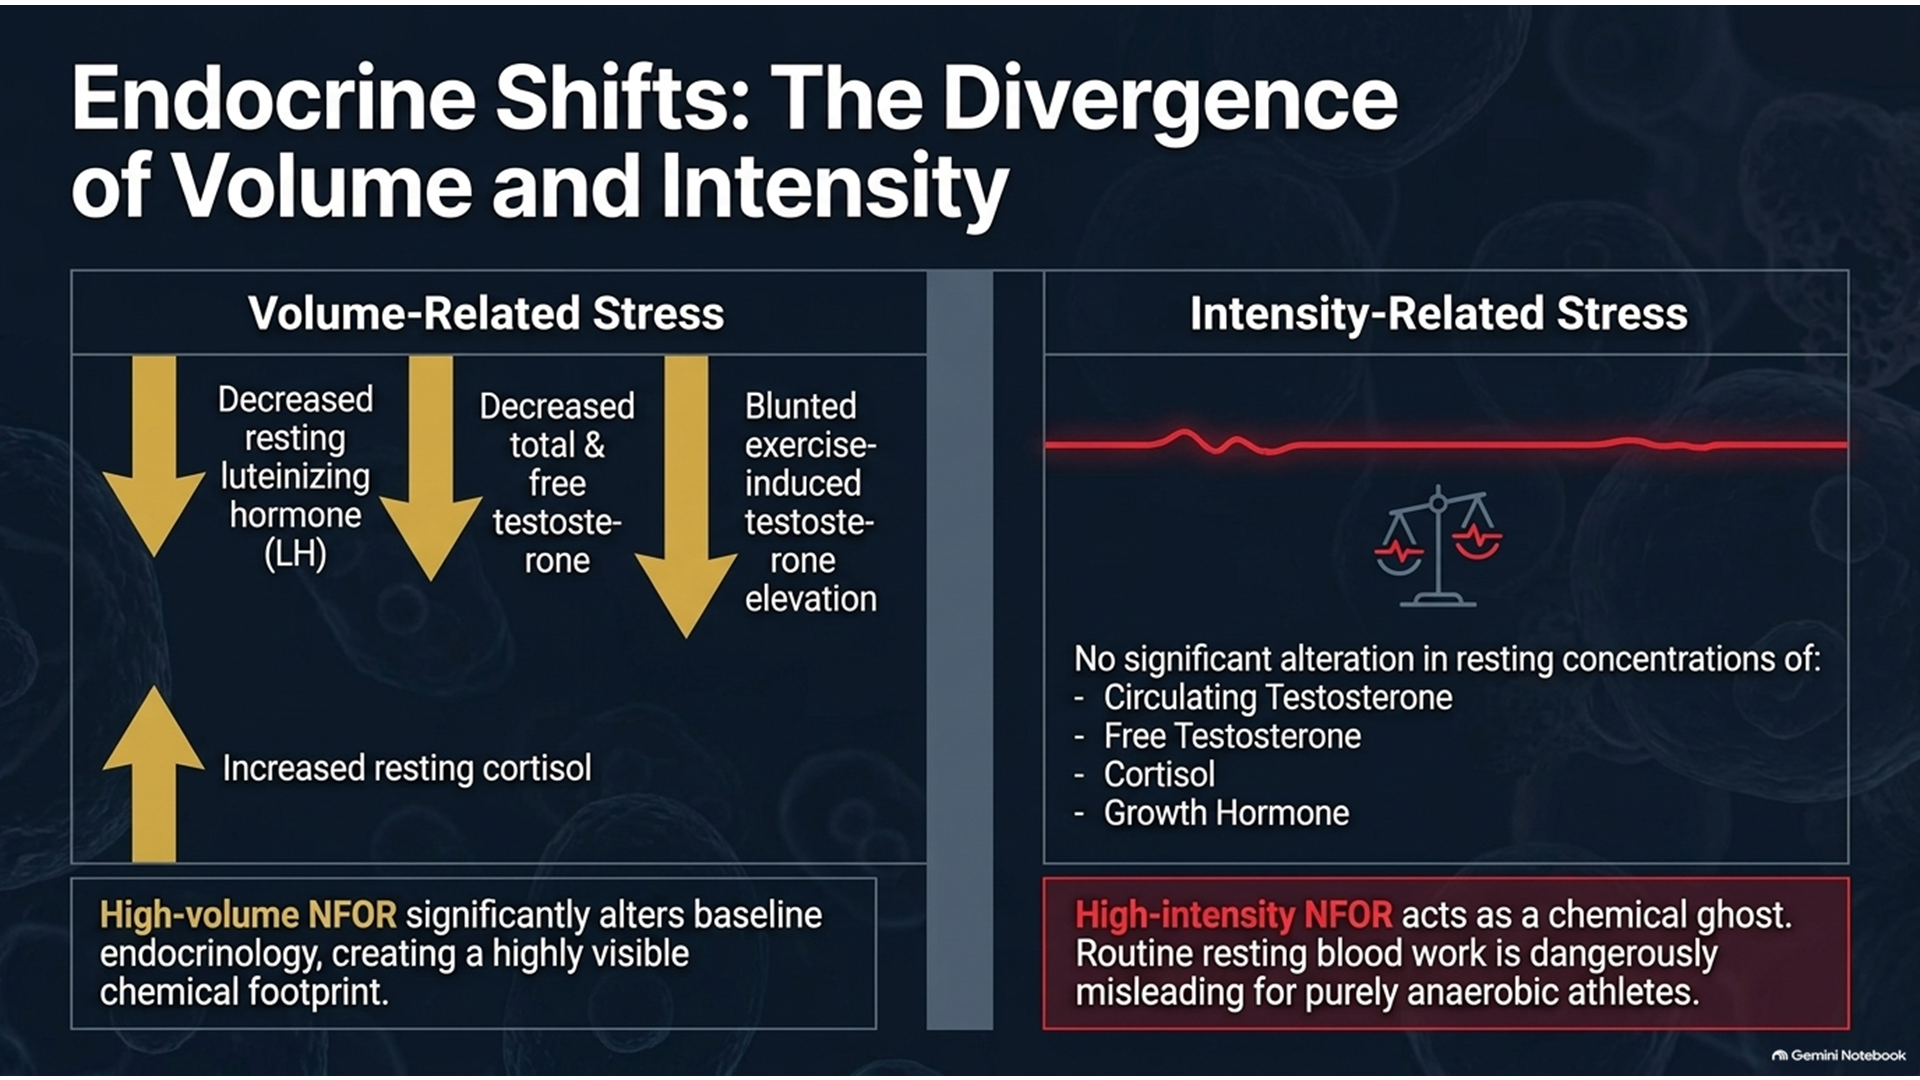 Endocrine Shifts: The Divergence
of Volume and Intensity
Volume-Related Stress
Decreased
resting
luteinizing
hormone
(LH)
Decreased
total &
free
testoste-
rone
Blunted
exercise-
induced
testoste-
rone
elevation
Increased resting cortisol
High-volume NFOR significantly alters baseline
endocrinology, creating a highly visible
chemical footprint.
Intensity-Related Stress
No significant alteration in resting concentrations of:
- Circulating Testosterone
- Free Testosterone
- Cortisol
- Growth Hormone
High-intensity NFOR acts as a chemical ghost.
Routine resting blood work is dangerously
misleading for purely anaerobic athletes.
Gemini Notebook